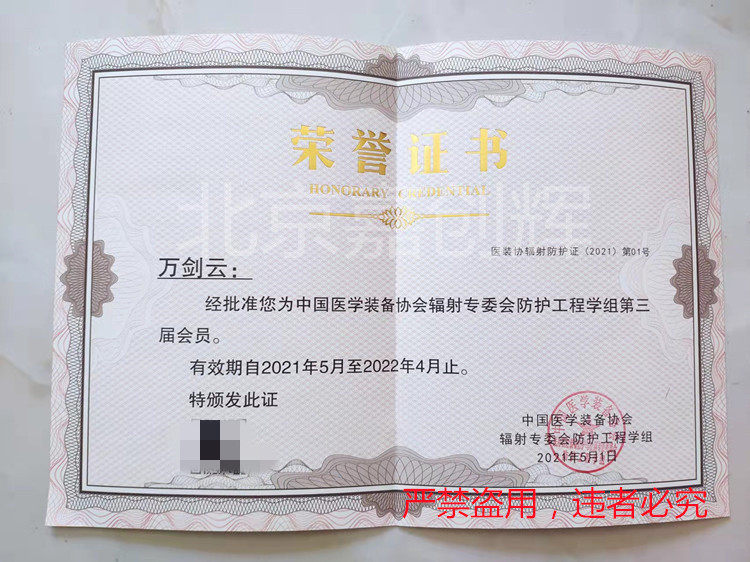 荣誉证书
HONORARY CREDENTIAL
北京嘉创辉
医装协辐射防护证（2021）第01号
万剑云：
经批准您为中国医学装备协会辐射专委会防护工程学组第三
届会员。
有效期自2021年5月至2022年4月止。
特颁发此证
中国医学装备协会
辐射专委会防护工程学组
2021年5月1日
严禁盗用，违者必究